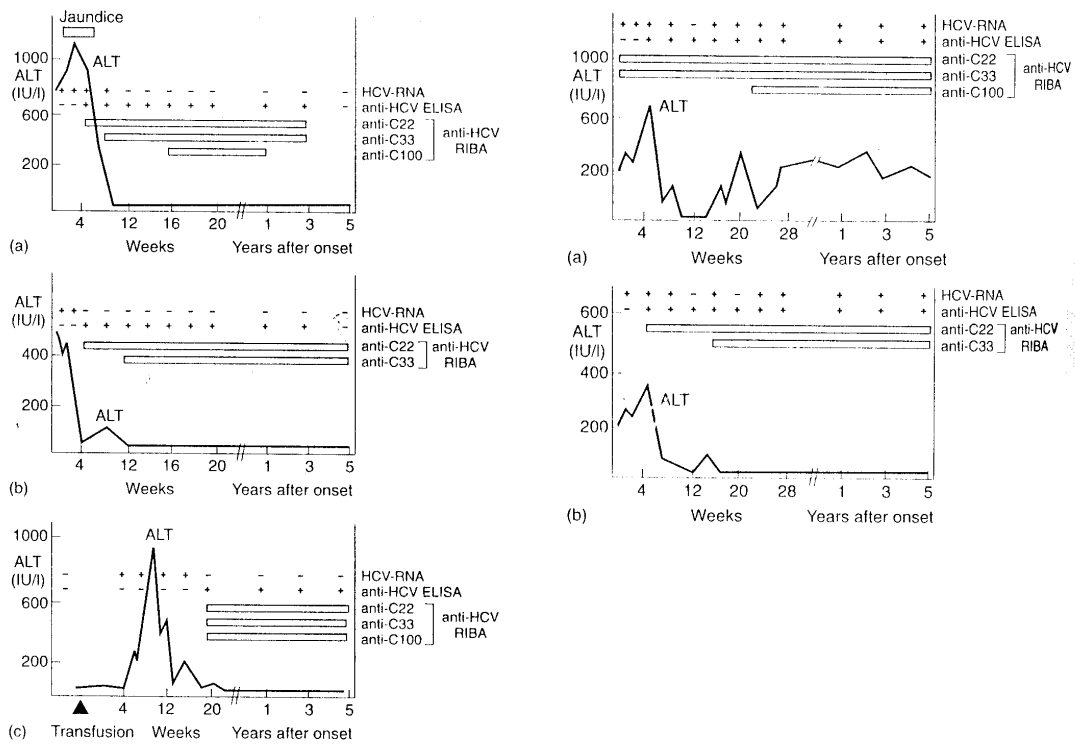 Jaundice
1000
ALT
(IU/l)
600
200
ALT
+ + + + − − − − − − −
HCV-RNA
− − + + + + + + + + −
anti-HCV ELISA
anti-C22
anti-C33
anti-C100
anti-HCV
RIBA
4 12 16 20 1 3 5
(a) Weeks Years after onset
ALT
(IU/l)
400
200
ALT
+ + − − − − − − − − −
HCV-RNA
− − + + + + + + + + −
anti-HCV ELISA
anti-C22
anti-C33
anti-HCV
RIBA
4 12 16 20 1 3 5
(b) Weeks Years after onset
1000
ALT
(IU/l)
600
200
ALT
− + + + + − − − −
HCV-RNA
− − − − − + + + +
anti-HCV ELISA
anti-C22
anti-C33
anti-C100
anti-HCV
RIBA
4 12 20 1 3 5
(c) Transfusion Weeks Years after onset
1000
ALT
(IU/l)
600
200
+ + + + − + + + + + + +
HCV-RNA
− − + + + + + + + + + +
anti-HCV ELISA
anti-C22
anti-C33
anti-C100
anti-HCV
RIBA
ALT
4 12 20 28 1 3 5
(a) Weeks Years after onset
600
ALT
(IU/l)
400
200
+ + + − + − + + + + +
HCV-RNA
− + + + + + + + + + +
anti-HCV ELISA
anti-C22
anti-C33
anti-HCV
RIBA
ALT
4 12 20 28 1 3 5
(b) Weeks Years after onset